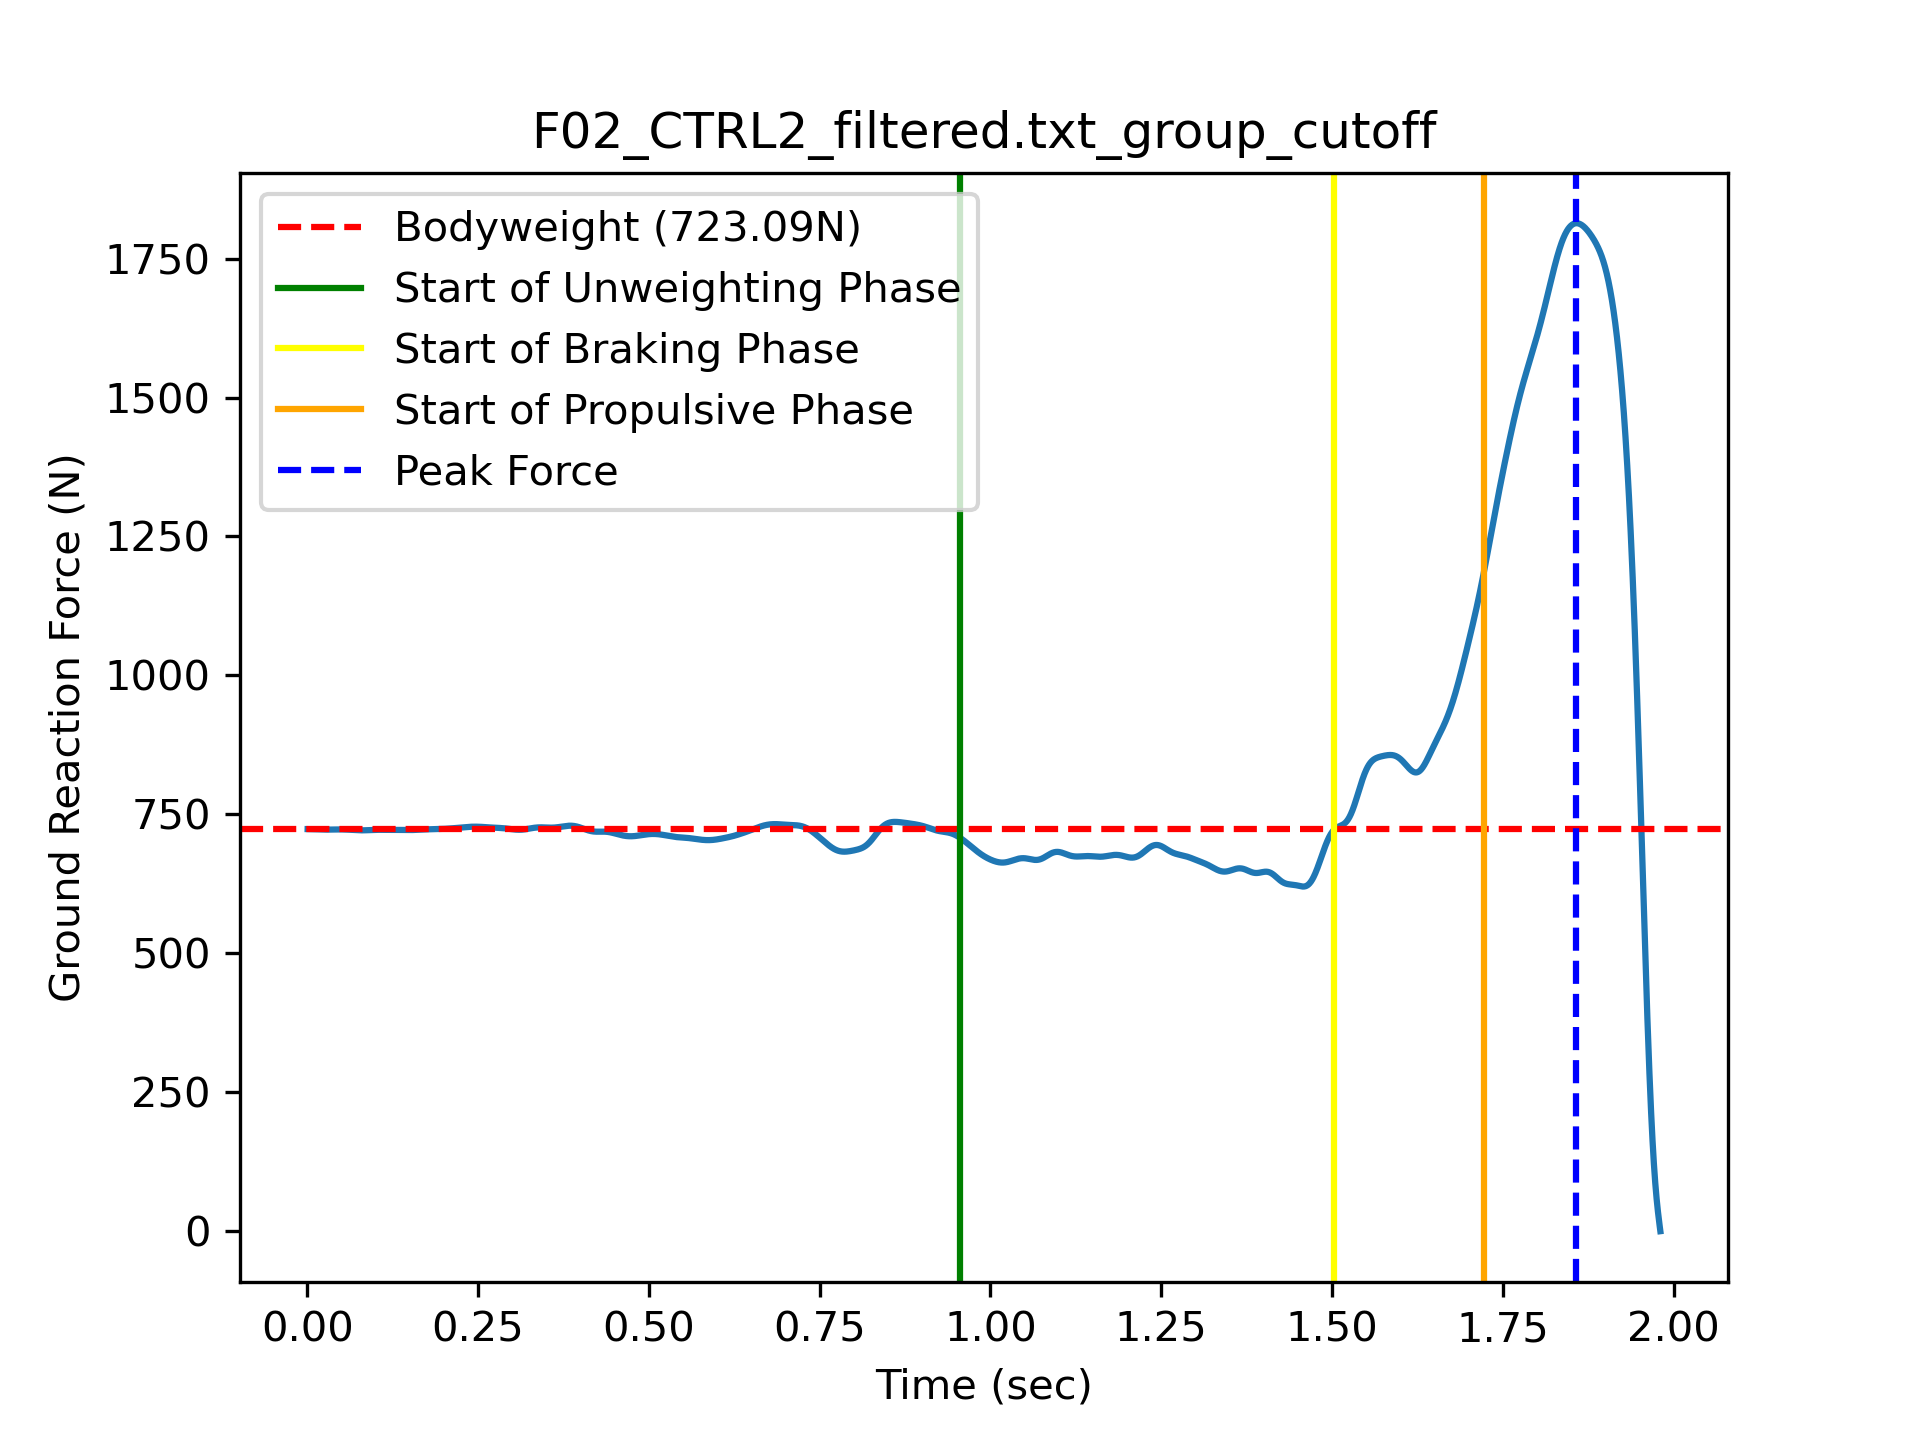 F02_CTRL2_filtered.txt_group_cutoff
Bodyweight (723.09N)
Start of Unweighting Phase
Start of Braking Phase
Start of Propulsive Phase
Peak Force
Ground Reaction Force (N)
1750
1500
1250
1000
750
500
250
0
0.00 0.25 0.50 0.75 1.00 1.25 1.50 1.75 2.00
Time (sec)